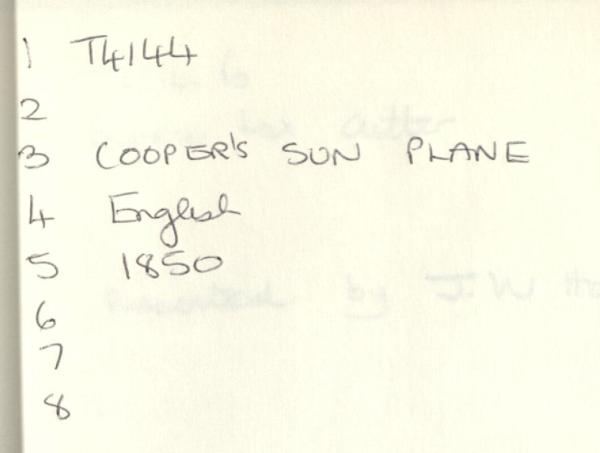 1 T4144
2
3 COOPER'S SUN PLANE
4 English
5 1850
6
7
8